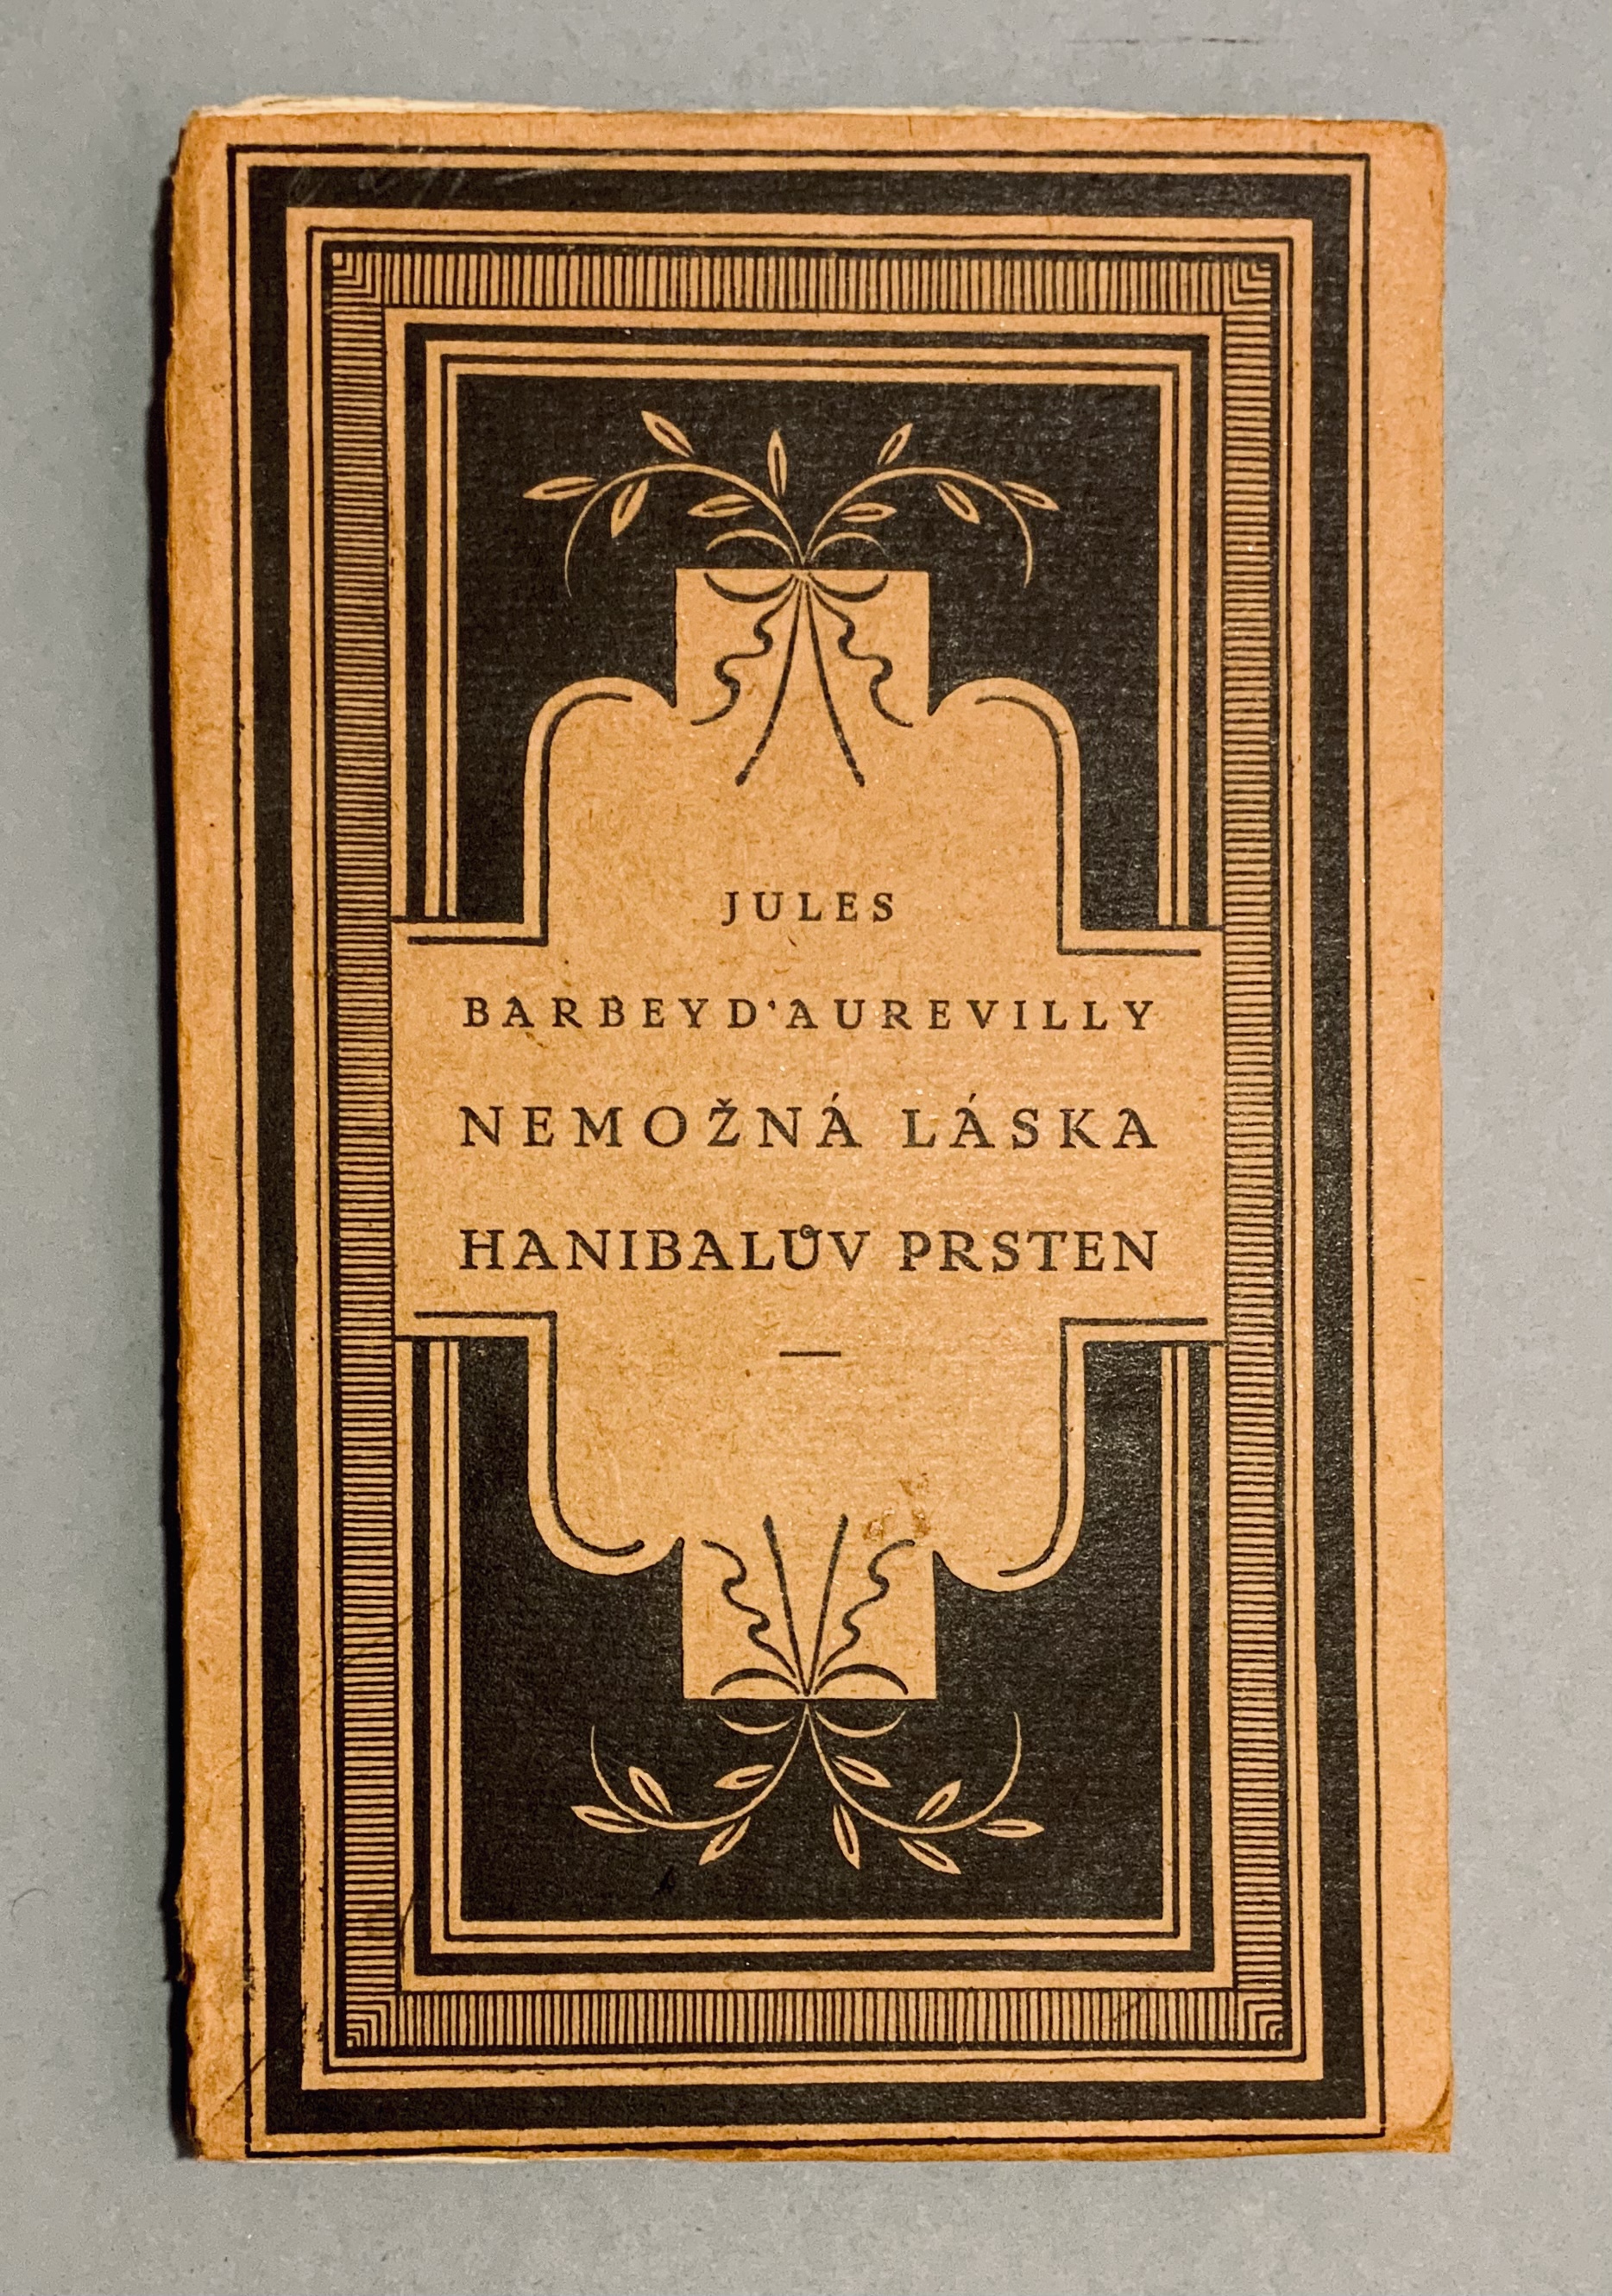 JULES
BARBEY D'AUREVILLY
NEMOŽNÁ LÁSKA
HANIBALŮV PRSTEN